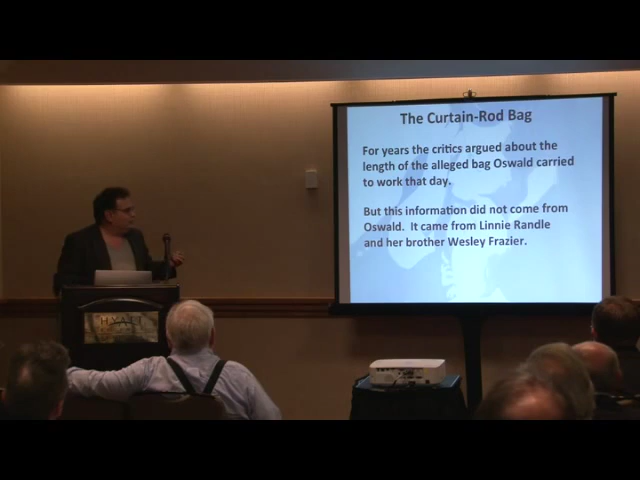 The Curtain-Rod Bag
For years the critics argued about the
length of the alleged bag Oswald carried
to work that day.
But this information did not come from
Oswald.  It came from Linnie Randle
and her brother Wesley Frazier.
HYATT